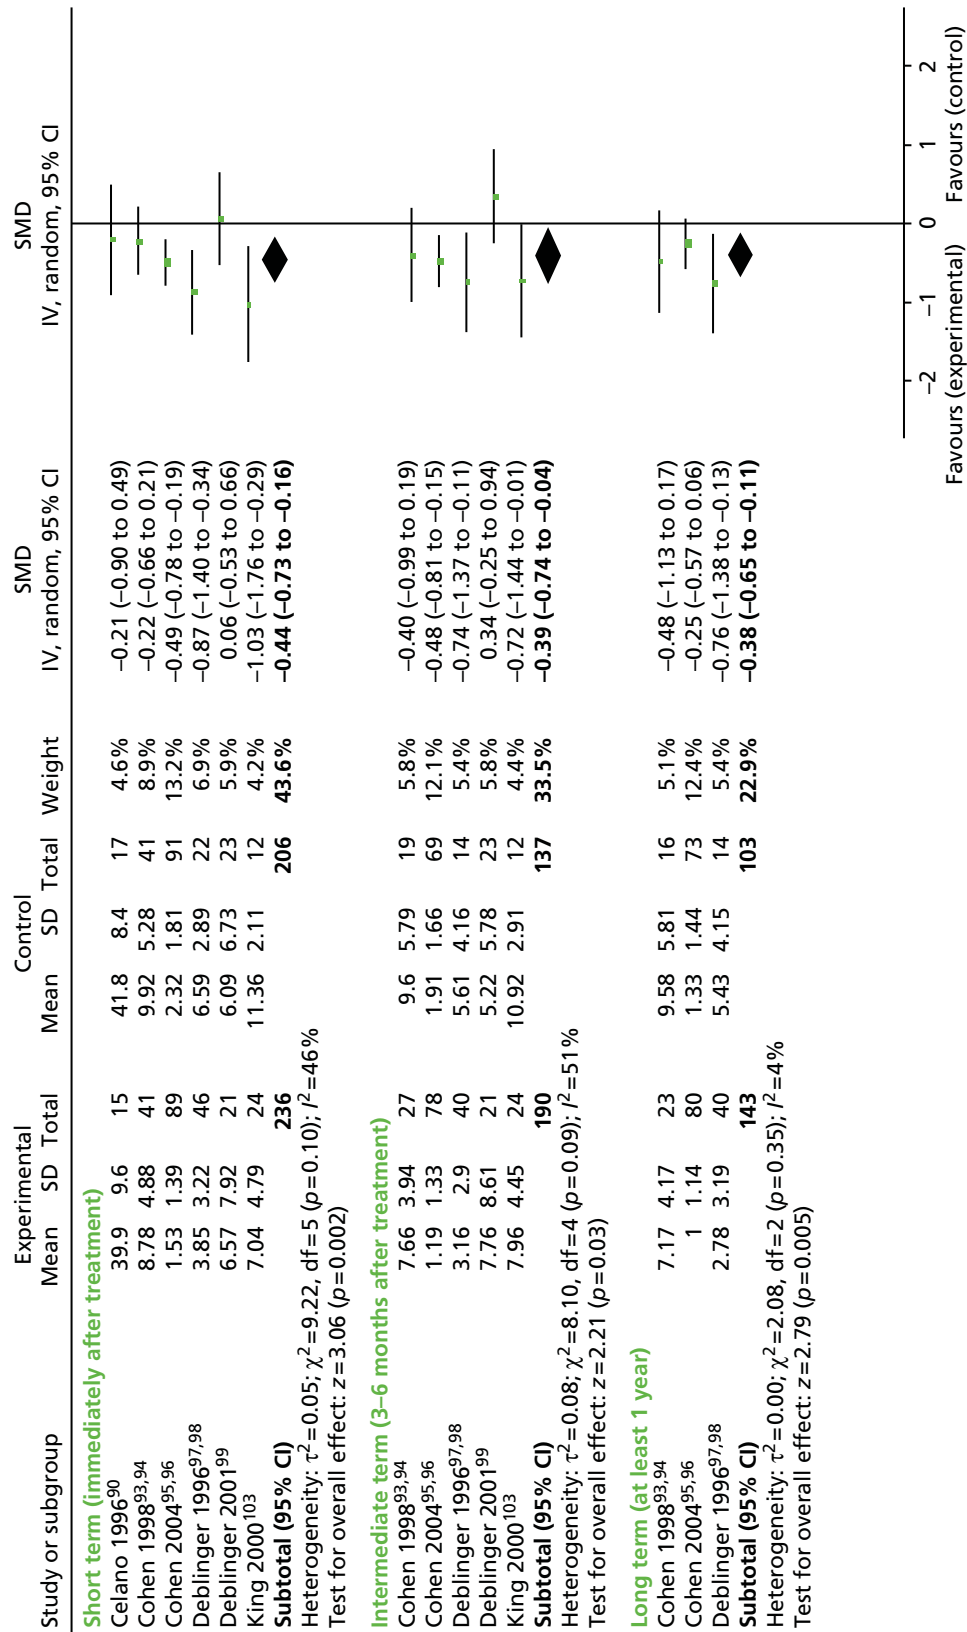 Experimental Control SMD SMD
Study or subgroup Mean SD Total Mean SD Total Weight IV, random, 95% CI IV, random, 95% CI
Short term (immediately after treatment)
Celano 1996⁹⁰ 39.9 9.6 15 41.8 8.4 17 4.6% –0.21 (–0.90 to 0.49)
Cohen 1998⁹³,⁹⁴ 8.78 4.88 41 9.92 5.28 41 8.9% –0.22 (–0.66 to 0.21)
Cohen 2004⁹⁵,⁹⁶ 1.53 1.39 89 2.32 1.81 91 13.2% –0.49 (–0.78 to –0.19)
Deblinger 1996⁹⁷,⁹⁸ 3.85 3.22 46 6.59 2.89 22 6.9% –0.87 (–1.40 to –0.34)
Deblinger 2001⁹⁹ 6.57 7.92 21 6.09 6.73 23 5.9% 0.06 (–0.53 to 0.66)
King 2000¹⁰³ 7.04 4.79 24 11.36 2.11 12 4.2% –1.03 (–1.76 to –0.29)
Subtotal (95% CI) 236 206 43.6% –0.44 (–0.73 to –0.16)
Heterogeneity: τ²=0.05; χ²=9.22, df=5 (p=0.10); I²=46%
Test for overall effect: z=3.06 (p=0.002)
Intermediate term (3–6 months after treatment)
Cohen 1998⁹³,⁹⁴ 7.66 3.94 27 9.6 5.79 19 5.8% –0.40 (–0.99 to 0.19)
Cohen 2004⁹⁵,⁹⁶ 1.19 1.33 78 1.91 1.66 69 12.1% –0.48 (–0.81 to –0.15)
Deblinger 1996⁹⁷,⁹⁸ 3.16 2.9 40 5.61 4.16 14 5.4% –0.74 (–1.37 to –0.11)
Deblinger 2001⁹⁹ 7.76 8.61 21 5.22 5.78 23 5.8% 0.34 (–0.25 to 0.94)
King 2000¹⁰³ 7.96 4.45 24 10.92 2.91 12 4.4% –0.72 (–1.44 to –0.01)
Subtotal (95% CI) 190 137 33.5% –0.39 (–0.74 to –0.04)
Heterogeneity: τ²=0.08; χ²=8.10, df=4 (p=0.09); I²=51%
Test for overall effect: z=2.21 (p=0.03)
Long term (at least 1 year)
Cohen 1998⁹³,⁹⁴ 7.17 4.17 23 9.58 5.81 16 5.1% –0.48 (–1.13 to 0.17)
Cohen 2004⁹⁵,⁹⁶ 1 1.14 80 1.33 1.44 73 12.4% –0.25 (–0.57 to 0.06)
Deblinger 1996⁹⁷,⁹⁸ 2.78 3.19 40 5.43 4.15 14 5.4% –0.76 (–1.38 to –0.13)
Subtotal (95% CI) 143 103 22.9% –0.38 (–0.65 to –0.11)
Heterogeneity: τ²=0.00; χ²=2.08, df=2 (p=0.35); I²=4%
Test for overall effect: z=2.79 (p=0.005)
–2 –1 0 1 2
Favours (experimental) Favours (control)